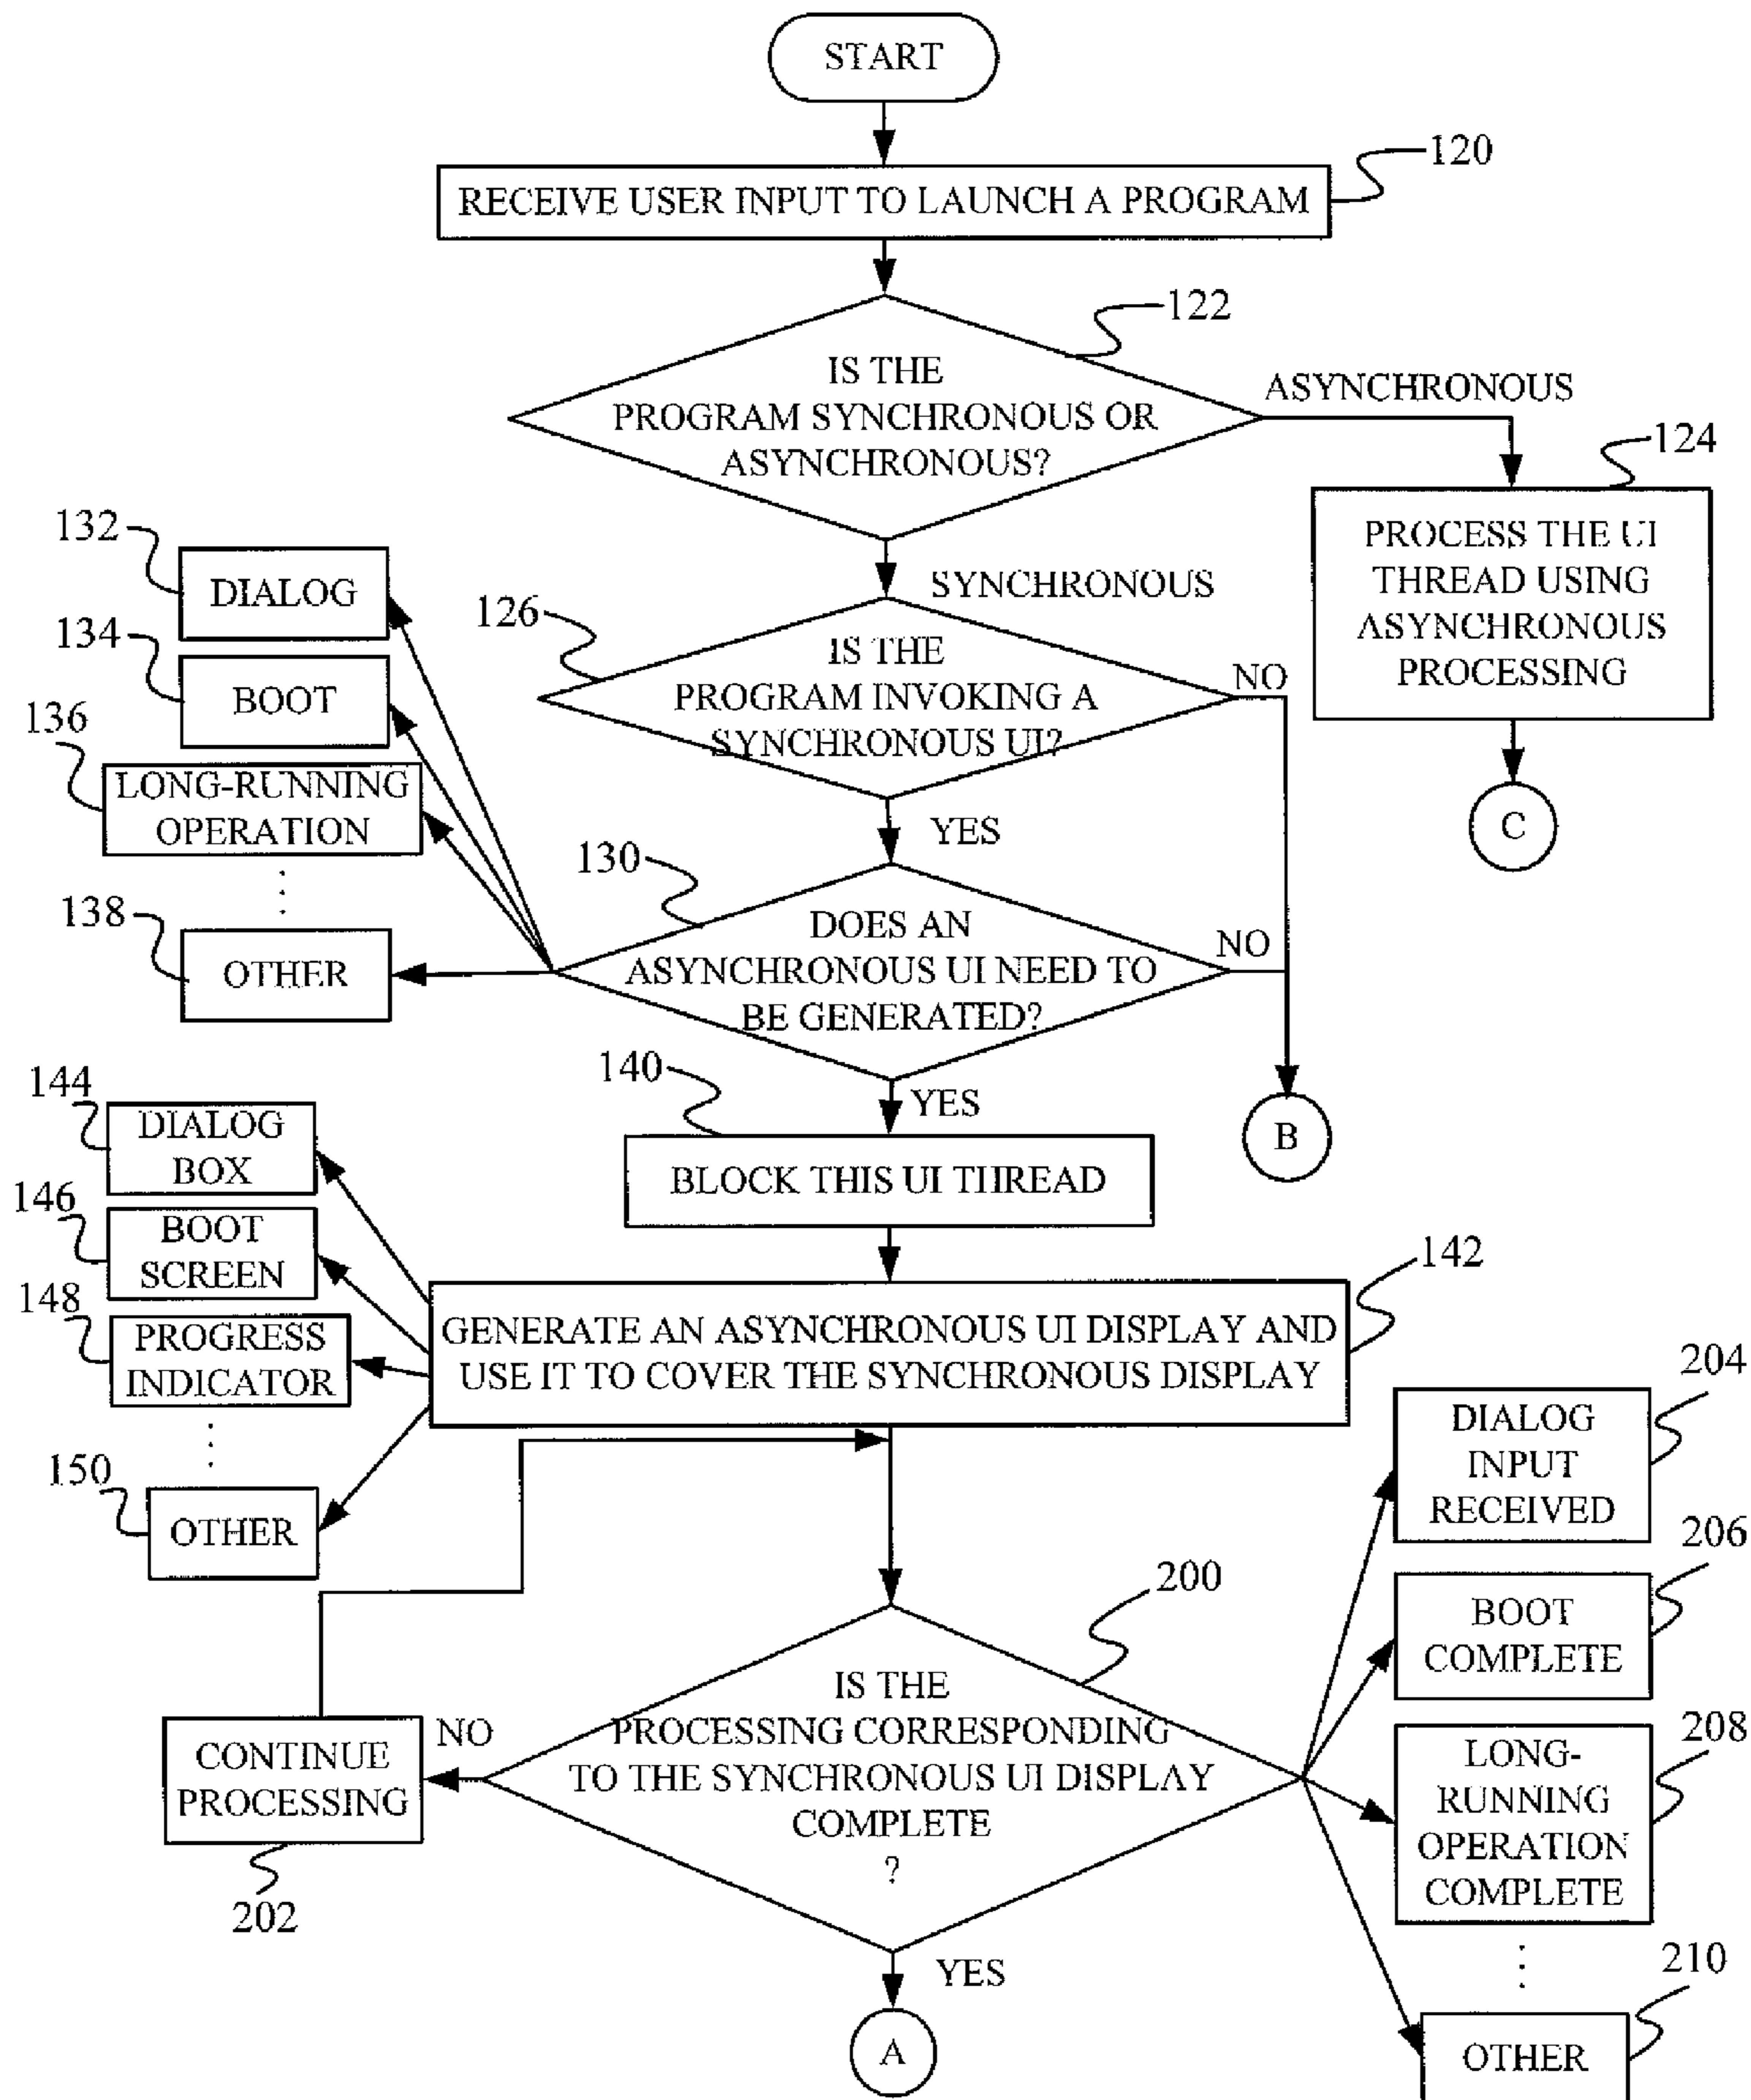 START
120
RECEIVE USER INPUT TO LAUNCH A PROGRAM
122
IS THE
PROGRAM SYNCHRONOUS OR
ASYNCHRONOUS?
ASYNCHRONOUS
124
PROCESS THE UI
THREAD USING
ASYNCHRONOUS
PROCESSING
C
SYNCHRONOUS
126
IS THE
PROGRAM INVOKING A
SYNCHRONOUS UI?
NO
YES
132
DIALOG
134
BOOT
136
LONG-RUNNING
OPERATION
138
OTHER
130
DOES AN
ASYNCHRONOUS UI NEED TO
BE GENERATED?
NO
B
YES
140
BLOCK THIS UI THREAD
142
GENERATE AN ASYNCHRONOUS UI DISPLAY AND
USE IT TO COVER THE SYNCHRONOUS DISPLAY
144
DIALOG
BOX
146
BOOT
SCREEN
148
PROGRESS
INDICATOR
150
OTHER
200
IS THE
PROCESSING CORRESPONDING
TO THE SYNCHRONOUS UI DISPLAY
COMPLETE
?
NO
CONTINUE
PROCESSING
202
YES
A
204
DIALOG
INPUT
RECEIVED
206
BOOT
COMPLETE
208
LONG-
RUNNING
OPERATION
COMPLETE
210
OTHER